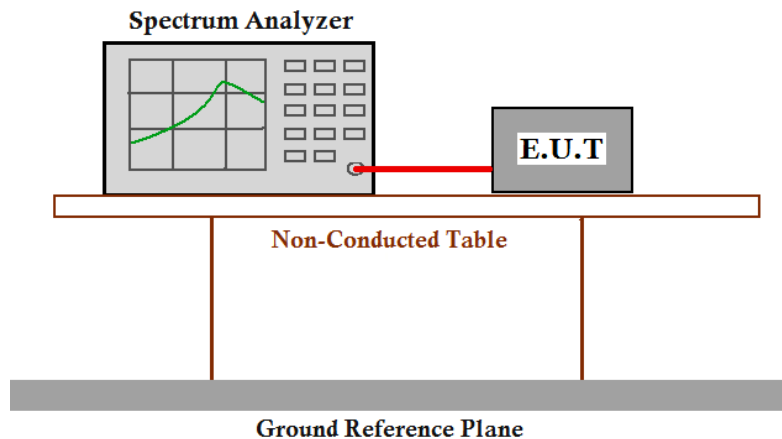 Spectrum Analyzer
E.U.T
Non-Conducted Table
Ground Reference Plane